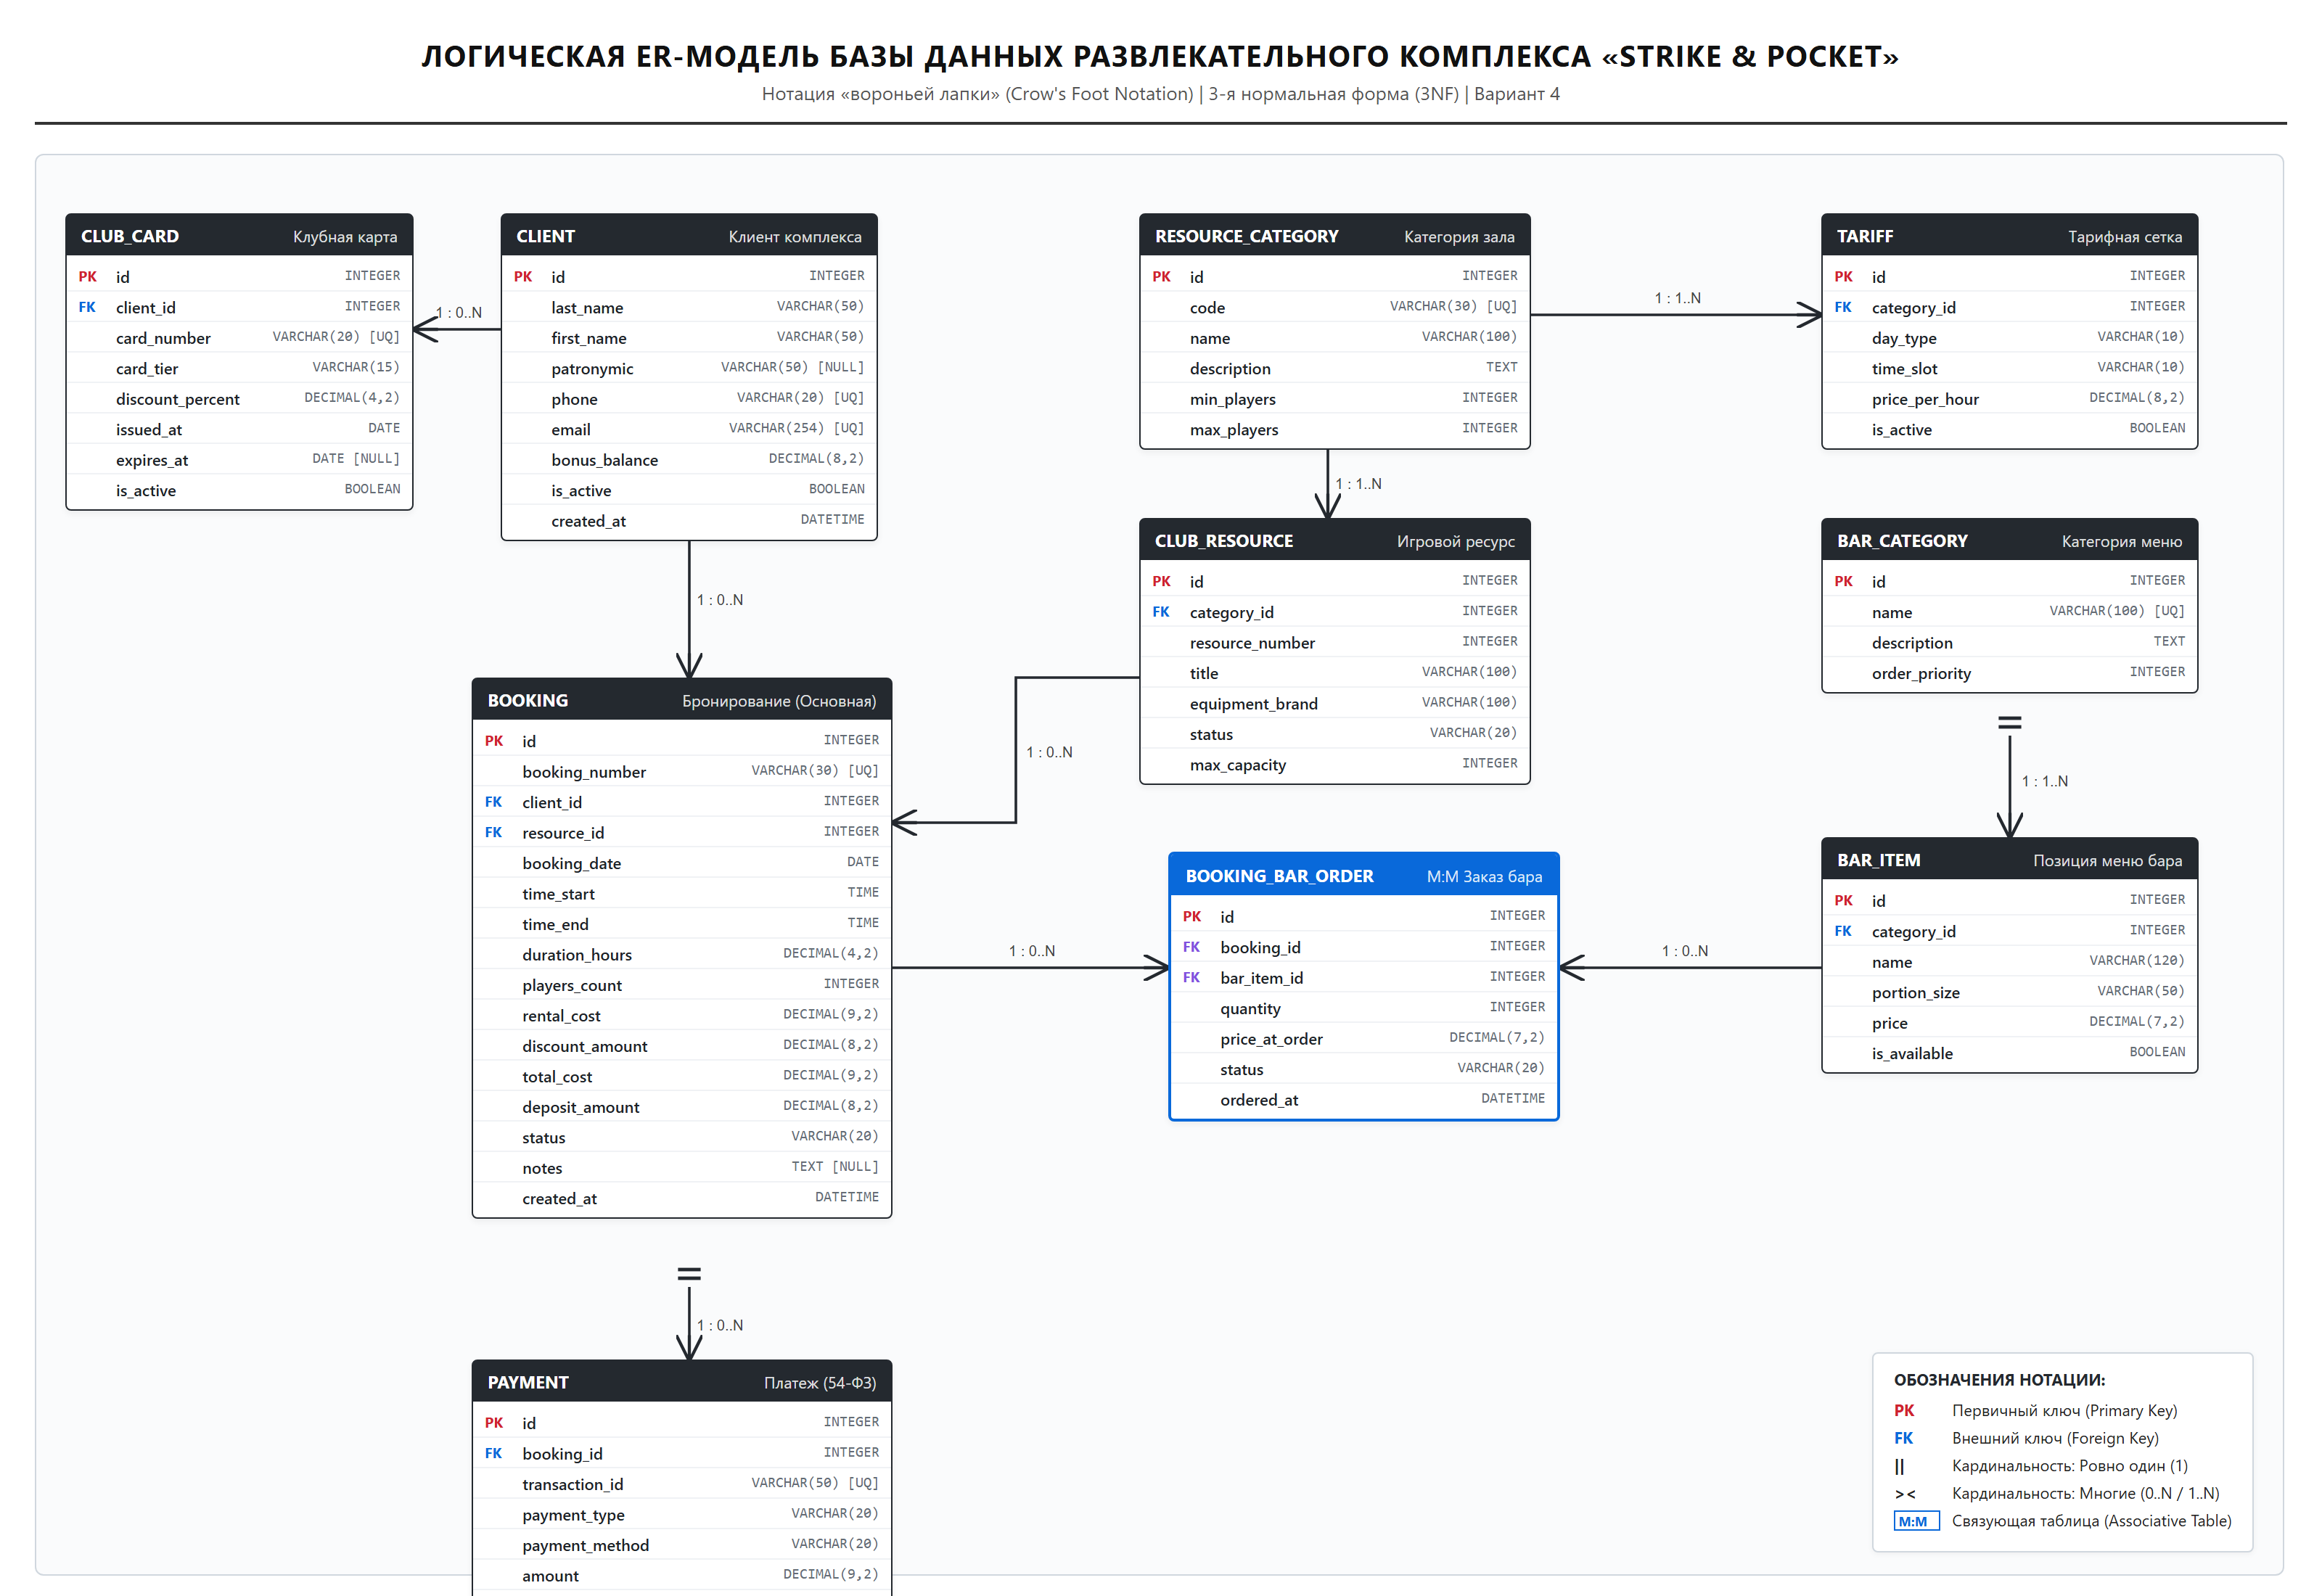 ЛОГИЧЕСКАЯ ER-МОДЕЛЬ БАЗЫ ДАННЫХ РАЗВЛЕКАТЕЛЬНОГО КОМПЛЕКСА «STRIKE & POCKET»
Нотация «вороньей лапки» (Crow's Foot Notation) | 3-я нормальная форма (3NF) | Вариант 4
CLUB_CARD Клубная карта
PK id INTEGER
FK client_id INTEGER
card_number VARCHAR(20) [UQ]
card_tier VARCHAR(15)
discount_percent DECIMAL(4,2)
issued_at DATE
expires_at DATE [NULL]
is_active BOOLEAN
1 : 0..N
CLIENT Клиент комплекса
PK id INTEGER
last_name VARCHAR(50)
first_name VARCHAR(50)
patronymic VARCHAR(50) [NULL]
phone VARCHAR(20) [UQ]
email VARCHAR(254) [UQ]
bonus_balance DECIMAL(8,2)
is_active BOOLEAN
created_at DATETIME
1 : 0..N
RESOURCE_CATEGORY Категория зала
PK id INTEGER
code VARCHAR(30) [UQ]
name VARCHAR(100)
description TEXT
min_players INTEGER
max_players INTEGER
1 : 1..N
1 : 1..N
TARIFF Тарифная сетка
PK id INTEGER
FK category_id INTEGER
day_type VARCHAR(10)
time_slot VARCHAR(10)
price_per_hour DECIMAL(8,2)
is_active BOOLEAN
CLUB_RESOURCE Игровой ресурс
PK id INTEGER
FK category_id INTEGER
resource_number INTEGER
title VARCHAR(100)
equipment_brand VARCHAR(100)
status VARCHAR(20)
max_capacity INTEGER
1 : 0..N
BAR_CATEGORY Категория меню
PK id INTEGER
name VARCHAR(100) [UQ]
description TEXT
order_priority INTEGER
1 : 1..N
BOOKING Бронирование (Основная)
PK id INTEGER
booking_number VARCHAR(30) [UQ]
FK client_id INTEGER
FK resource_id INTEGER
booking_date DATE
time_start TIME
time_end TIME
duration_hours DECIMAL(4,2)
players_count INTEGER
rental_cost DECIMAL(9,2)
discount_amount DECIMAL(8,2)
total_cost DECIMAL(9,2)
deposit_amount DECIMAL(8,2)
status VARCHAR(20)
notes TEXT [NULL]
created_at DATETIME
1 : 0..N
BOOKING_BAR_ORDER М:М Заказ бара
PK id INTEGER
FK booking_id INTEGER
FK bar_item_id INTEGER
quantity INTEGER
price_at_order DECIMAL(7,2)
status VARCHAR(20)
ordered_at DATETIME
1 : 0..N
BAR_ITEM Позиция меню бара
PK id INTEGER
FK category_id INTEGER
name VARCHAR(120)
portion_size VARCHAR(50)
price DECIMAL(7,2)
is_available BOOLEAN
1 : 0..N
PAYMENT Платеж (54-ФЗ)
PK id INTEGER
FK booking_id INTEGER
transaction_id VARCHAR(50) [UQ]
payment_type VARCHAR(20)
payment_method VARCHAR(20)
amount DECIMAL(9,2)
ОБОЗНАЧЕНИЯ НОТАЦИИ:
PK Первичный ключ (Primary Key)
FK Внешний ключ (Foreign Key)
|| Кардинальность: Ровно один (1)
>< Кардинальность: Многие (0..N / 1..N)
M:M Связующая таблица (Associative Table)